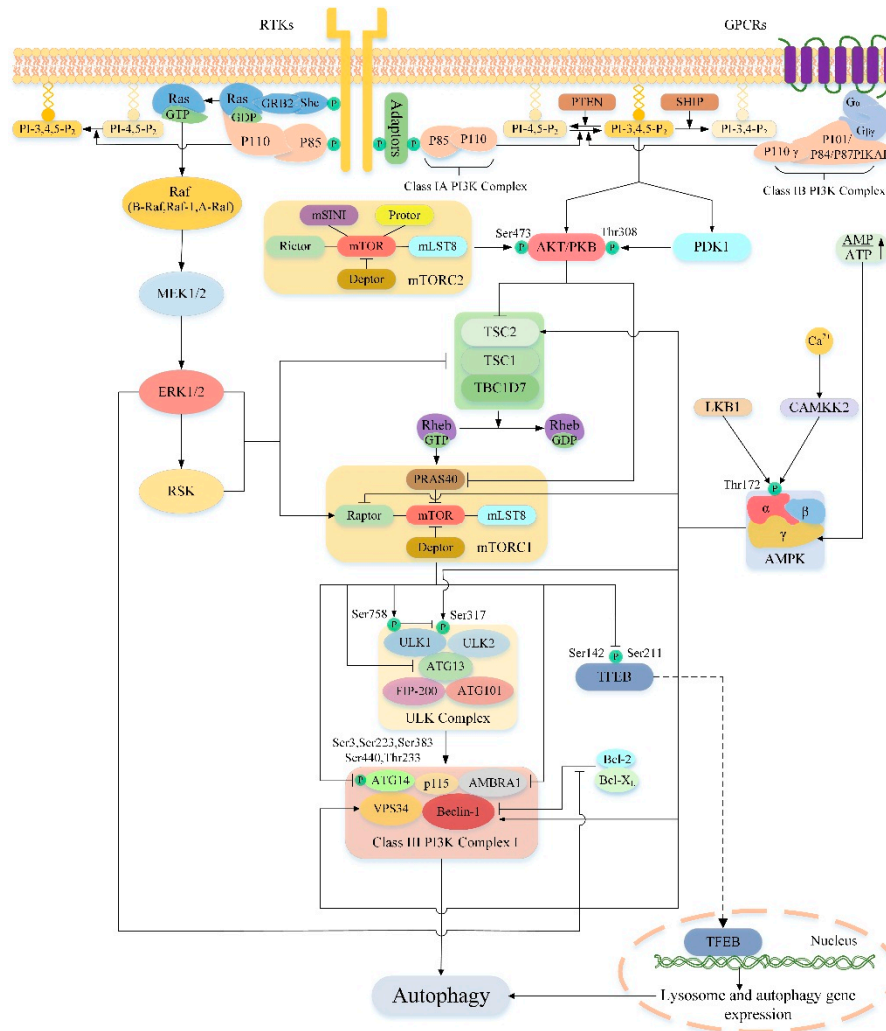 RTKs
GPCRs
Ras
GTP
Ras
GDP
GRB2
Shc
P
PI-3,4,5-P₂
PI-4,5-P₂
P110
P85
P
P
Adaptors
P
P85
P110
Class IA PI3K Complex
PI-4,5-P₂
PTEN
PI-3,4,5-P₂
SHIP
PI-3,4-P₂
Gα
Gβγ
P101/
P84/P87PIKAP
P110 γ
Class IB PI3K Complex
Raf
(B-Raf,Raf-1,A-Raf)
mSINI
Protor
Rictor
mTOR
mLST8
Deptor
mTORC2
Ser473
P
AKT/PKB
P
Thr308
PDK1
AMP
ATP
MEK1/2
TSC2
TSC1
TBC1D7
Ca²⁺
ERK1/2
LKB1
CAMKK2
Rheb
GTP
Rheb
GDP
RSK
PRAS40
Raptor
mTOR
mLST8
Deptor
mTORC1
Thr172
P
α
β
γ
AMPK
Ser758
P
P
Ser317
ULK1
ULK2
ATG13
FIP-200
ATG101
ULK Complex
Ser142
P
Ser211
TFEB
Ser3,Ser223,Ser383
Ser440,Thr233
P
ATG14
p115
AMBRA1
VPS34
Beclin-1
Class III PI3K Complex I
Bcl-2
Bcl-X_L
TFEB
Nucleus
Autophagy
Lysosome and autophagy gene
expression